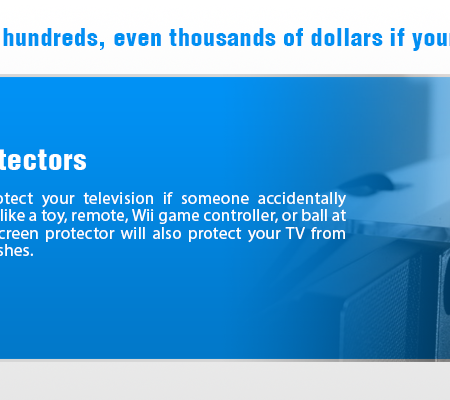 hundreds, even thousands of dollars if your
tectors
otect your television if someone accidentally
like a toy, remote, Wii game controller, or ball at
creen protector will also protect your TV from
shes.